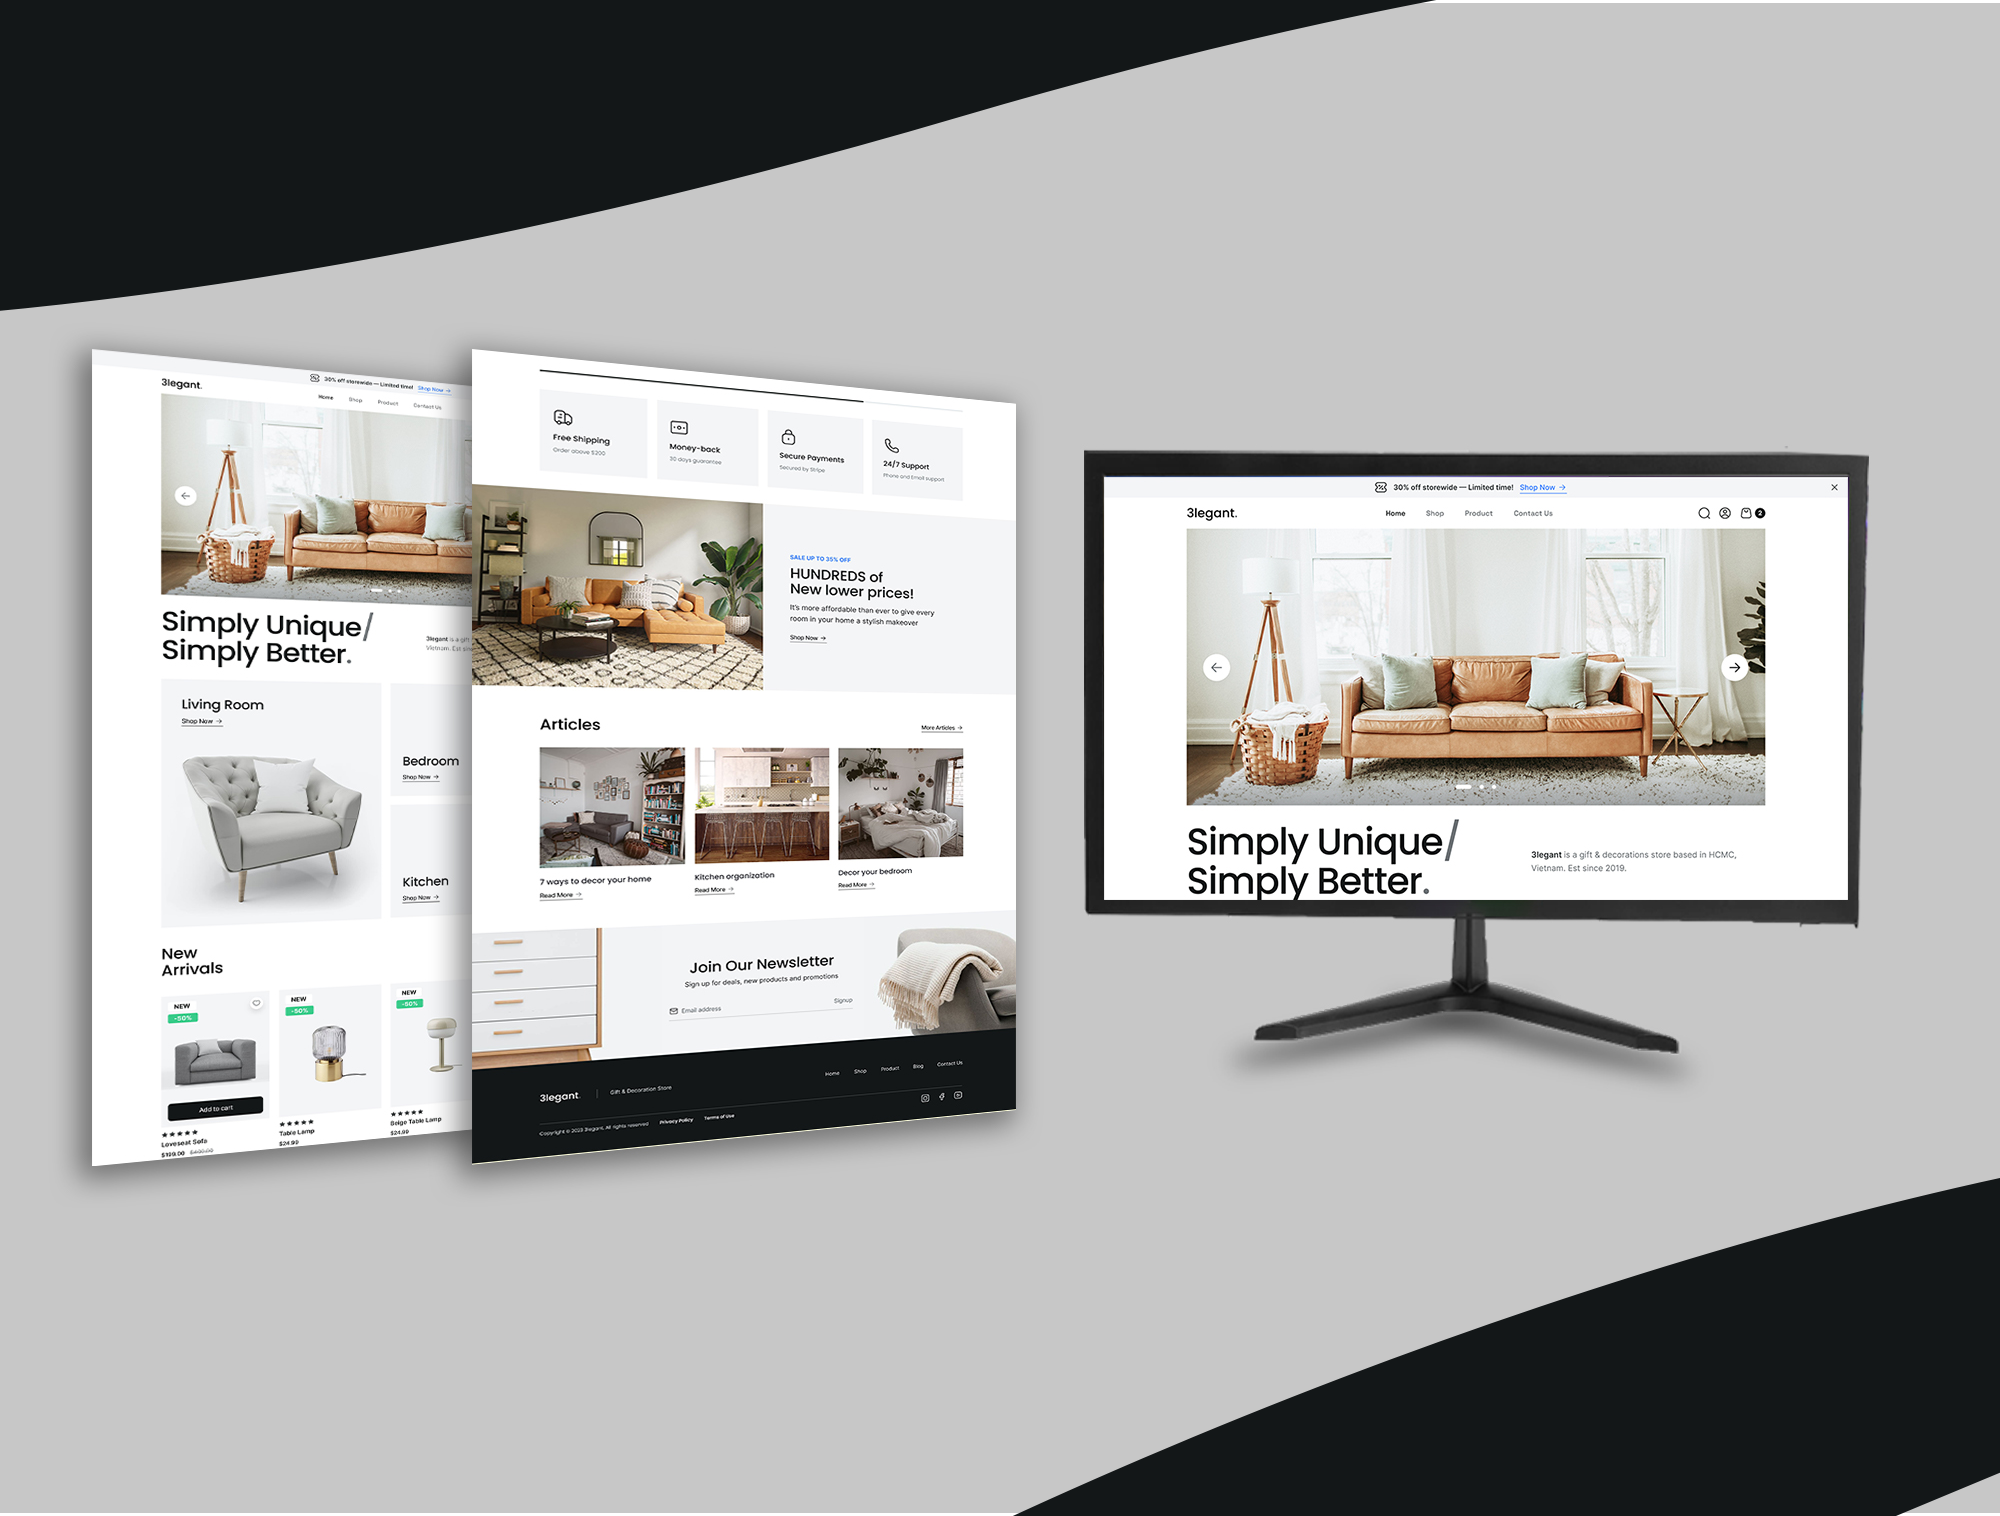 30% off storewide — Limited time! Shop Now →
3legant.
Home Shop Product Contact Us
Simply Unique/
Simply Better.
3legant is a gift
Vietnam. Est sin
Living Room
Shop Now →
Bedroom
Shop Now →
Kitchen
Shop Now →
New
Arrivals
NEW
-50%
Add to cart
★★★★★
Loveseat Sofa
$199.00 $400.00
NEW
-50%
★★★★★
Table Lamp
$24.99
NEW
-50%
★★★★★
Beige Table Lamp
$24.99
Free Shipping
Order above $200
Money-back
30 days guarantee
Secure Payments
Secured by Stripe
24/7 Support
Phone and Email support
SALE UP TO 35% OFF
HUNDREDS of
New lower prices!
It's more affordable than ever to give every
room in your home a stylish makeover
Shop Now →
Articles
More Articles →
7 ways to decor your home
Read More →
Kitchen organization
Read More →
Decor your bedroom
Read More →
Join Our Newsletter
Sign up for deals, new products and promotions
Email address Signup
3legant. | Gift & Decoration Store
Home Shop Product Blog Contact Us
Copyright © 2023 3legant. All rights reserved Privacy Policy Terms of Use
30% off storewide — Limited time! Shop Now →
3legant.
Home Shop Product Contact Us
2
Simply Unique/
Simply Better.
3legant is a gift & decorations store based in HCMC,
Vietnam. Est since 2019.